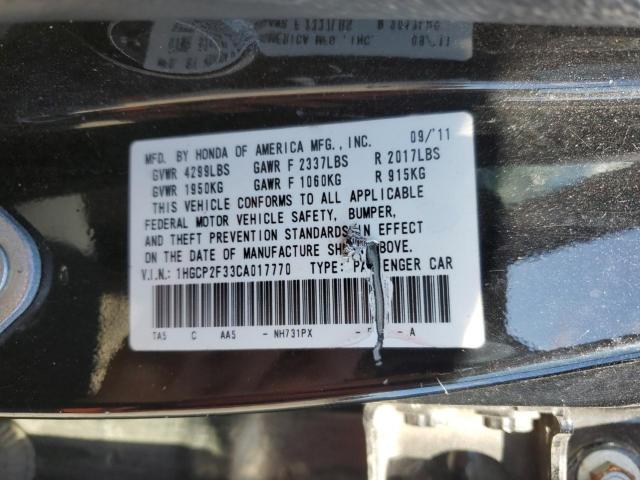 MFD. BY HONDA OF AMERICA MFG., INC. 09/'11
GVWR 4299LBS GAWR F 2337LBS R 2017LBS
GVWR 1950KG GAWR F 1060KG R 915KG
THIS VEHICLE CONFORMS TO ALL APPLICABLE
FEDERAL MOTOR VEHICLE SAFETY, BUMPER,
AND THEFT PREVENTION STANDARDS IN EFFECT
ON THE DATE OF MANUFACTURE ABOVE.
V.I.N.: 1HGCP2F33CA017770 TYPE: PASSENGER CAR
TA5 C AA5 - NH731PX - - A